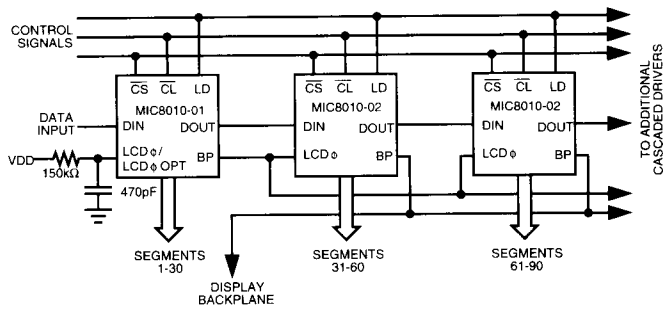 CONTROL
SIGNALS
CS CL LD
MIC8010-01
DIN DOUT
LCDϕ/
LCDϕ OPT
BP
CS CL LD
MIC8010-02
DIN DOUT
LCDϕ BP
CS CL LD
MIC8010-02
DIN DOUT
LCDϕ BP
DATA
INPUT
VDD
150kΩ
470pF
SEGMENTS
1-30
SEGMENTS
31-60
SEGMENTS
61-90
DISPLAY
BACKPLANE
TO ADDITIONAL
CASCADED DRIVERS